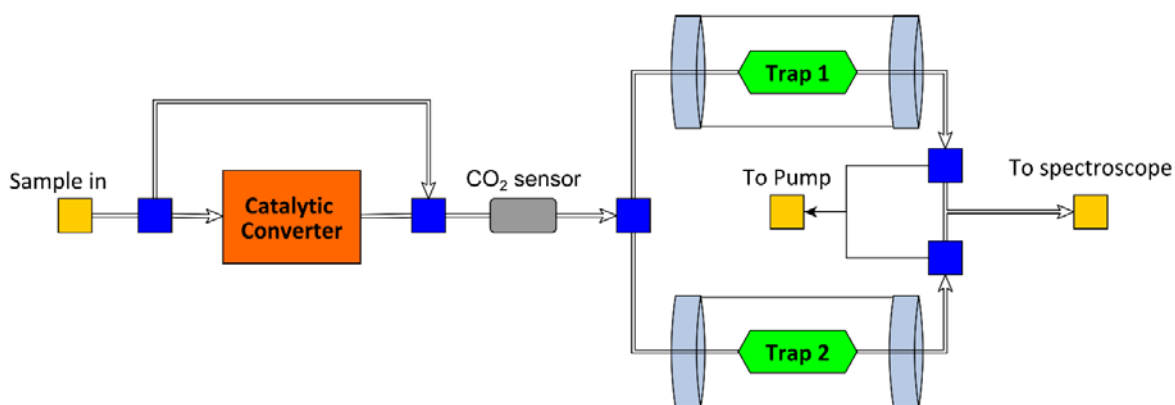 Sample in
Catalytic
Converter
CO₂ sensor
Trap 1
To Pump
To spectroscope
Trap 2